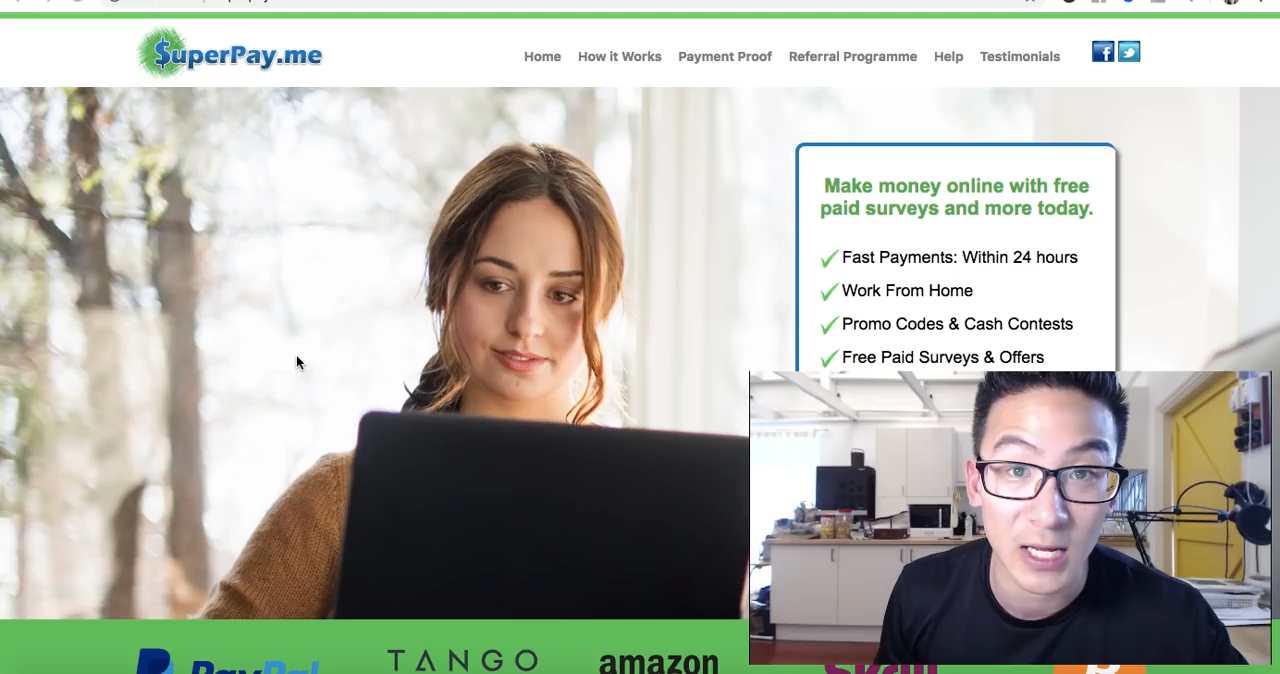 $uperPay.me
Home How it Works Payment Proof Referral Programme Help Testimonials
Make money online with free
paid surveys and more today.
Fast Payments: Within 24 hours
Work From Home
Promo Codes & Cash Contests
Free Paid Surveys & Offers
PayPal TANGO amazon